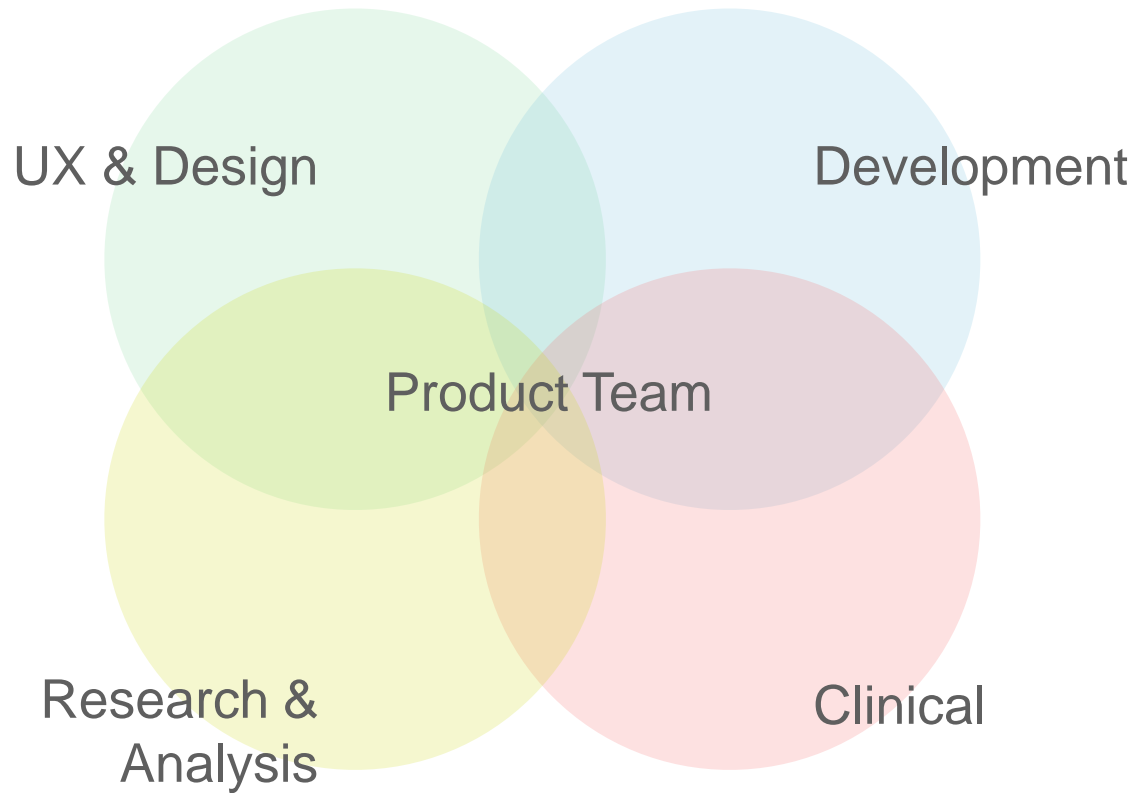 UX & Design
Development
Product Team
Research &
Analysis
Clinical